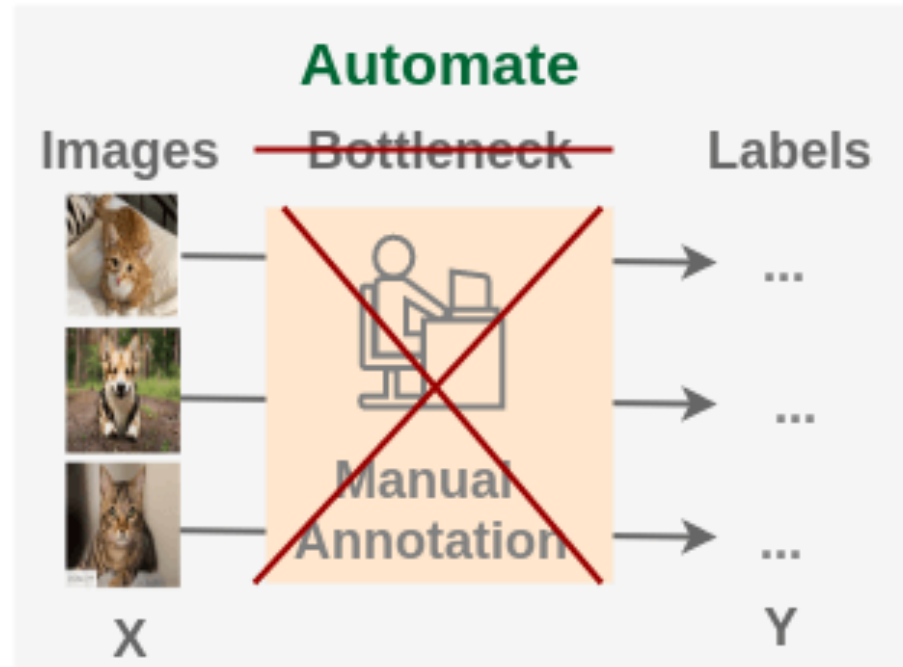 Automate
Images Bottleneck Labels
...
...
Manual
Annotation
...
X Y